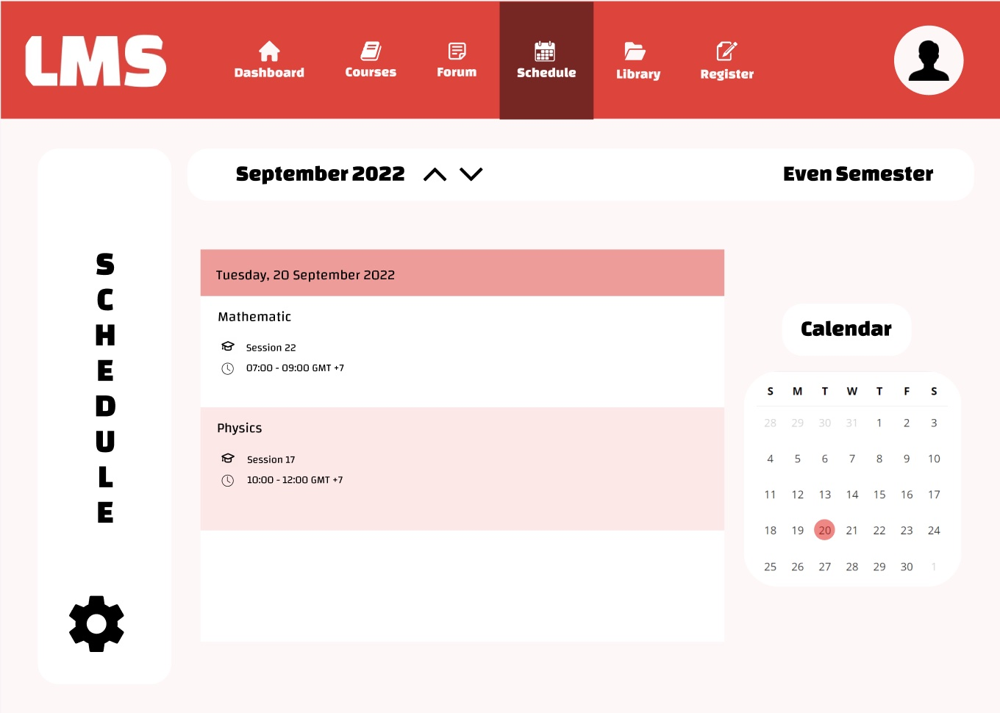 LMS
Dashboard
Courses
Forum
Schedule
Library
Register
September 2022
Even Semester
S
C
H
E
D
U
L
E
Tuesday, 20 September 2022
Mathematic
Session 22
07:00 - 09:00 GMT +7
Physics
Session 17
10:00 - 12:00 GMT +7
Calendar
S M T W T F S
28 29 30 31 1 2 3
4 5 6 7 8 9 10
11 12 13 14 15 16 17
18 19 20 21 22 23 24
25 26 27 28 29 30 1